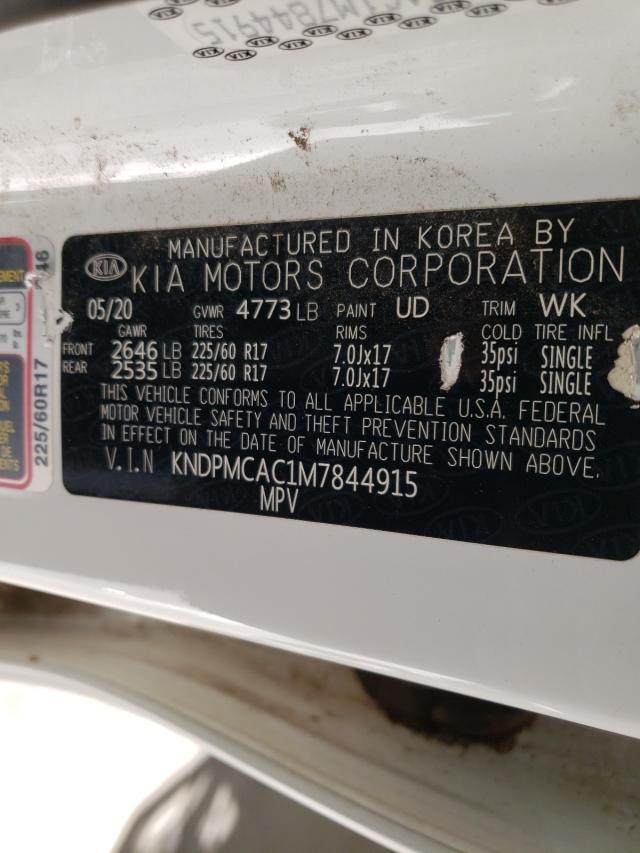 C1M7844915
MANUFACTURED IN KOREA BY
KIA KIA MOTORS CORPORATION
05/20 GVWR 4773 LB PAINT UD TRIM WK
GAWR TIRES RIMS COLD TIRE INFL
FRONT 2646 LB 225/60 R17 7.0Jx17 35psi SINGLE
REAR 2535 LB 225/60 R17 7.0Jx17 35psi SINGLE
THIS VEHICLE CONFORMS TO ALL APPLICABLE U.S.A. FEDERAL
MOTOR VEHICLE SAFETY AND THEFT PREVENTION STANDARDS
IN EFFECT ON THE DATE OF MANUFACTURE SHOWN ABOVE.
V.I.N KNDPMCAC1M7844915
MPV
225/60R17